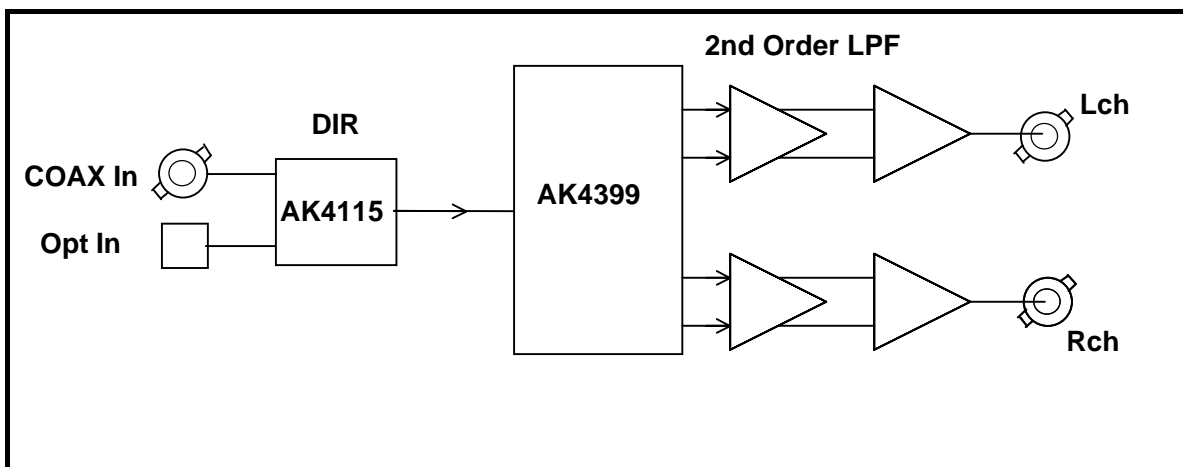 2nd Order LPF
Lch
DIR
COAX In
AK4115
AK4399
Opt In
Rch